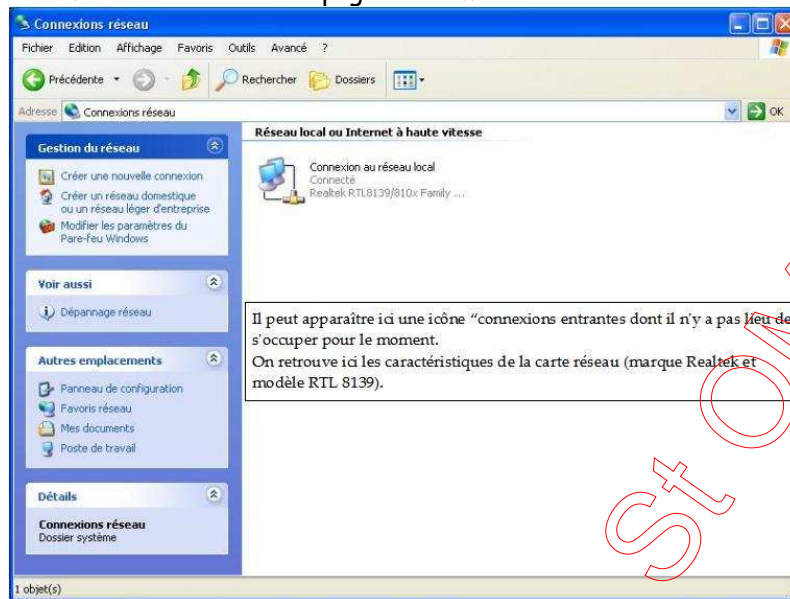 Connexions réseau
Fichier Edition Affichage Favoris Outils Avancé ?
Précédente Rechercher Dossiers
Adresse Connexions réseau OK
Gestion du réseau
Créer une nouvelle connexion
Créer un réseau domestique
ou un réseau léger d'entreprise
Modifier les paramètres du
Pare-feu Windows
Voir aussi
Dépannage réseau
Autres emplacements
Panneau de configuration
Favoris réseau
Mes documents
Poste de travail
Détails
Connexions réseau
Dossier système
Réseau local ou Internet à haute vitesse
Connexion au réseau local
Connecté
Realtek RTL8139/810x Family ...
Il peut apparaître ici une icône “connexions entrantes dont il n'y a pas lieu de
s'occuper pour le moment.
On retrouve ici les caractéristiques de la carte réseau (marque Realtek et
modèle RTL 8139).
St
1 objet(s)